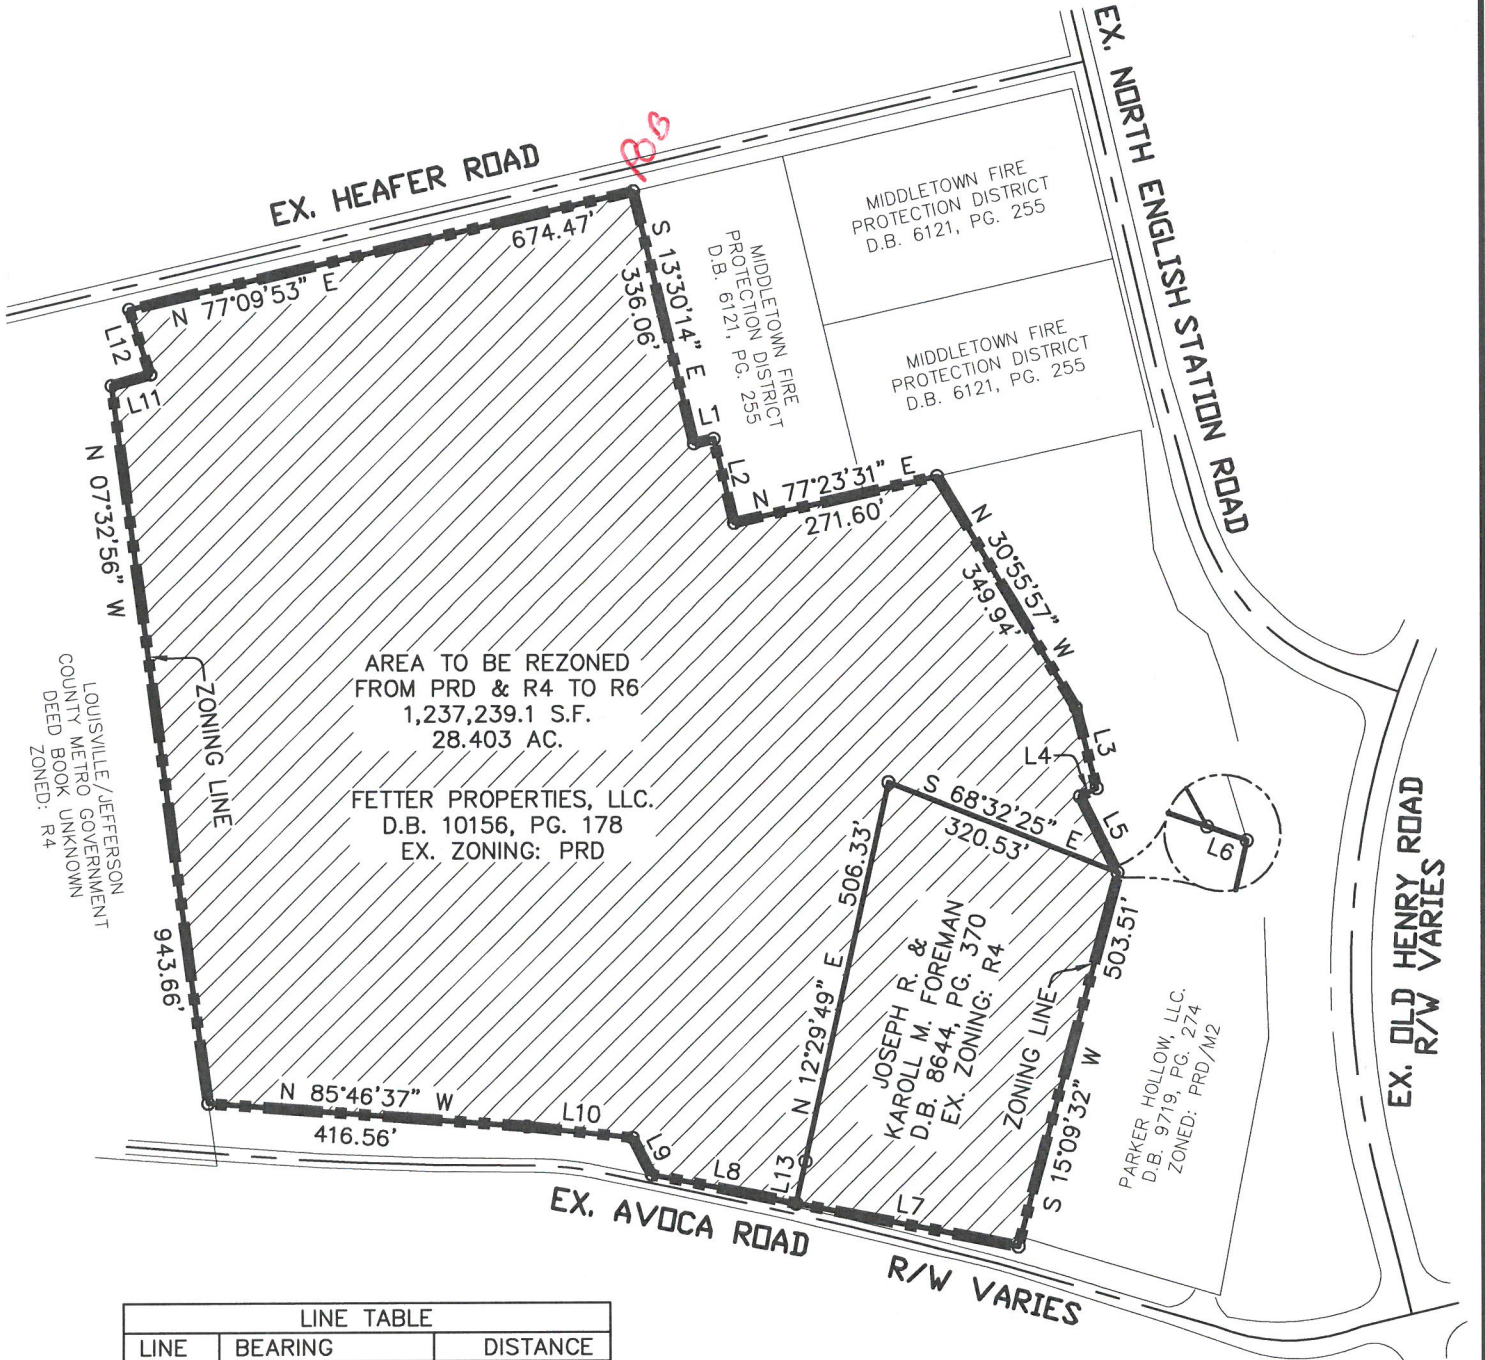 EX. HEAFER ROAD
POB
EX. NORTH ENGLISH STATION ROAD
MIDDLETOWN FIRE
PROTECTION DISTRICT
D.B. 6121, PG. 255
MIDDLETOWN FIRE
PROTECTION DISTRICT
D.B. 6121, PG. 255
MIDDLETOWN FIRE
PROTECTION DISTRICT
D.B. 6121, PG. 255
674.47'
N 77°09'53" E
S 13°30'14" E
336.06'
L12
L11
L1
L2
N 77°23'31" E
271.60'
N 30°55'57" W
349.94'
N 07°32'56" W
943.66'
ZONING LINE
LOUISVILLE/JEFFERSON
COUNTY METRO GOVERNMENT
DEED BOOK UNKNOWN
ZONED: R4
AREA TO BE REZONED
FROM PRD & R4 TO R6
1,237,239.1 S.F.
28.403 AC.
FETTER PROPERTIES, LLC.
D.B. 10156, PG. 178
EX. ZONING: PRD
L3
L4
L5
L6
S 68°32'25" E
320.53'
506.33'
N 12°29'49" E
JOSEPH R. &
KAROLL M. FOREMAN
D.B. 8644, PG. 370
EX. ZONING: R4
ZONING LINE
503.51'
S 15°09'32" W
PARKER HOLLOW, LLC.
D.B. 9719, PG. 274
ZONED: PRD/M2
EX. OLD HENRY ROAD
R/W VARIES
N 85°46'37" W
416.56'
L10
L9
L8
L13
L7
EX. AVOCA ROAD
R/W VARIES
LINE TABLE
LINE BEARING DISTANCE